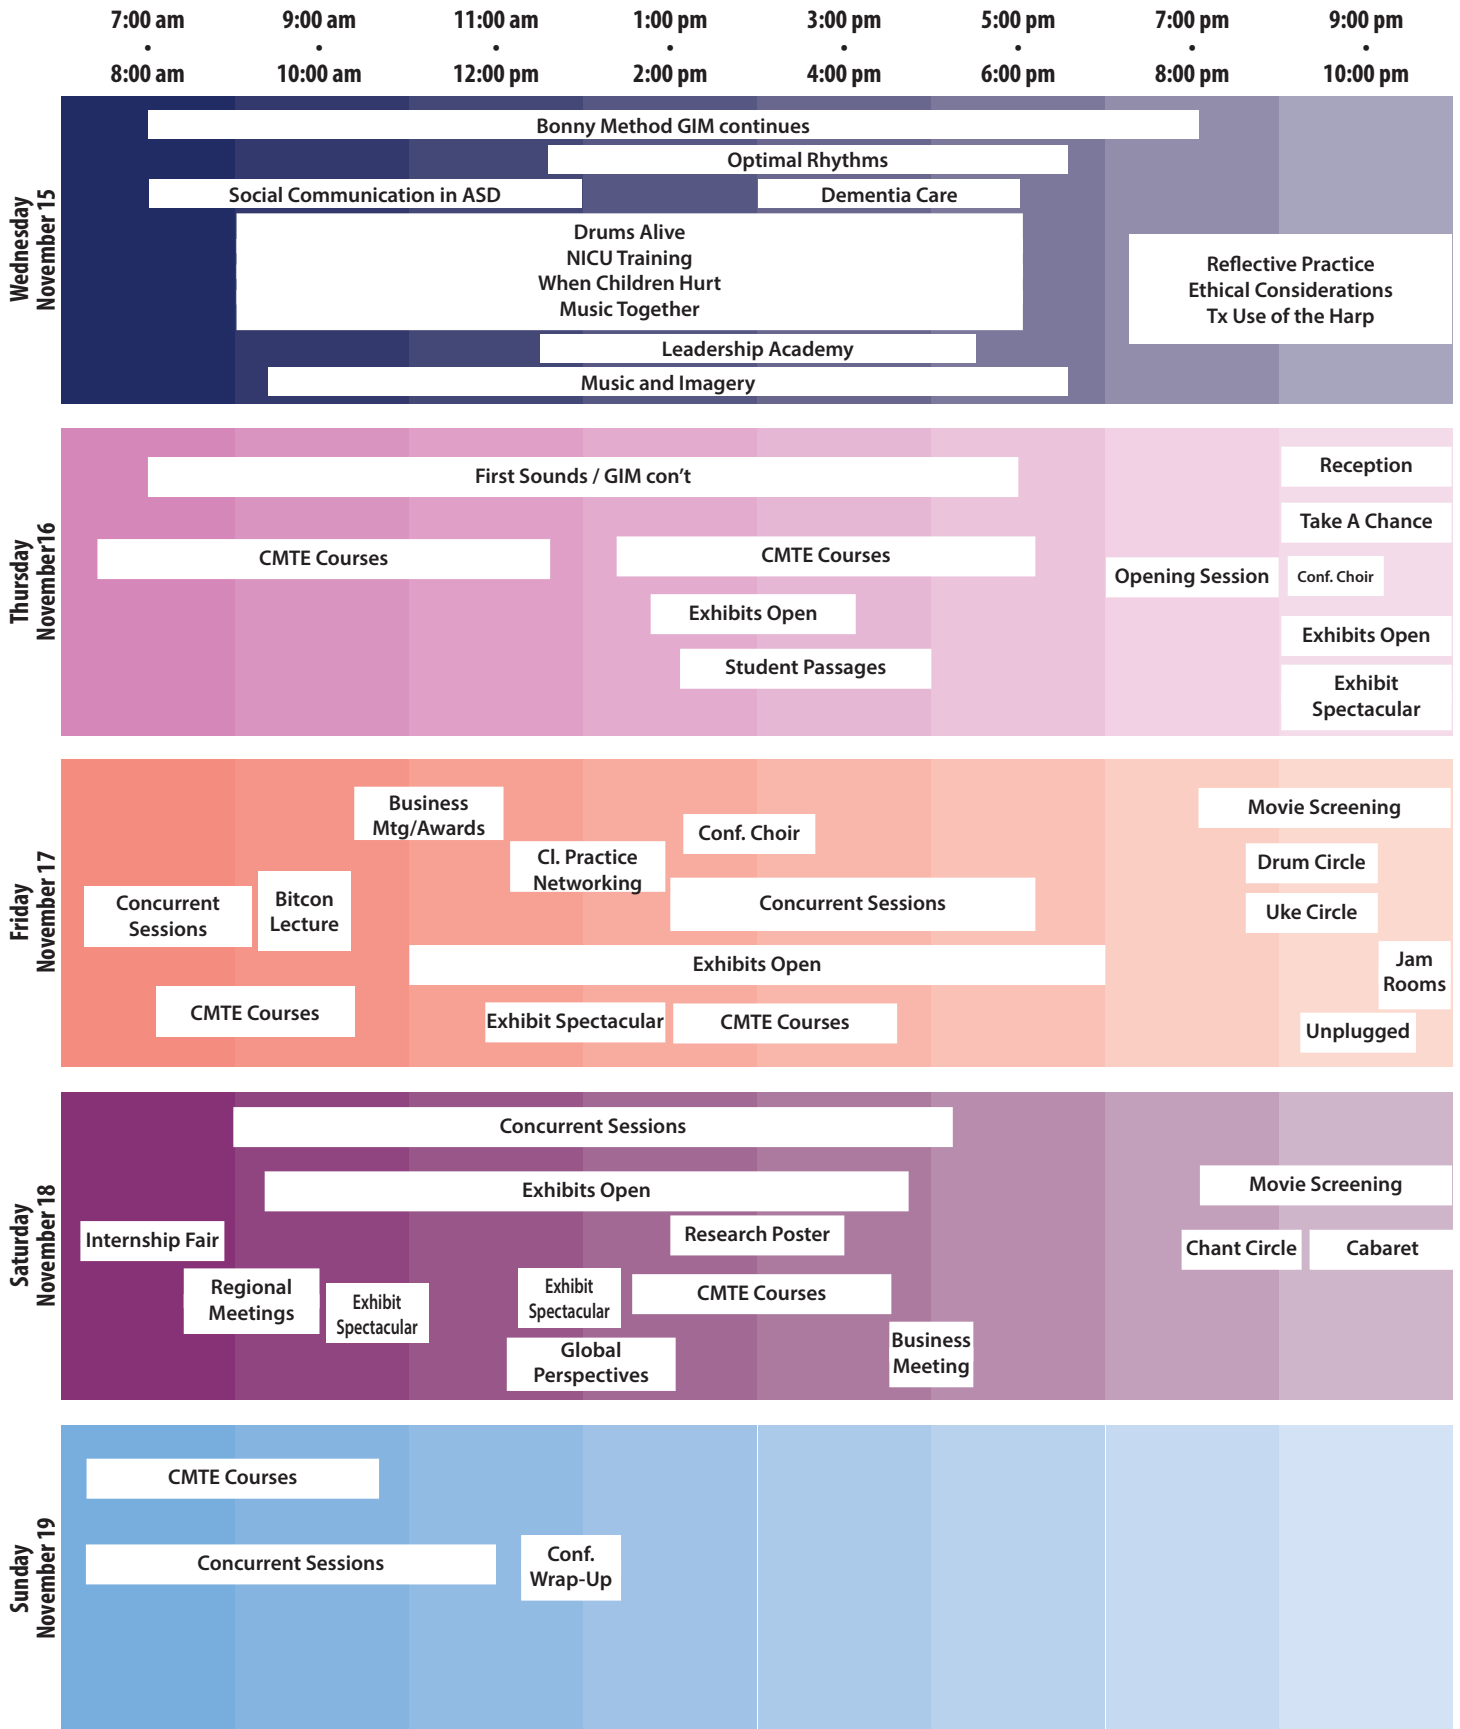 7:00 am 9:00 am 11:00 am 1:00 pm 3:00 pm 5:00 pm 7:00 pm 9:00 pm
• • • • • • • •
8:00 am 10:00 am 12:00 pm 2:00 pm 4:00 pm 6:00 pm 8:00 pm 10:00 pm
Wednesday
November 15
Bonny Method GIM continues
Optimal Rhythms
Social Communication in ASD
Dementia Care
Drums Alive
NICU Training
When Children Hurt
Music Together
Reflective Practice
Ethical Considerations
Tx Use of the Harp
Leadership Academy
Music and Imagery
Thursday
November16
Reception
First Sounds / GIM con’t
Take A Chance
CMTE Courses
CMTE Courses
Opening Session
Conf. Choir
Exhibits Open
Exhibits Open
Student Passages
Exhibit
Spectacular
Friday
November 17
Business
Mtg/Awards
Movie Screening
Conf. Choir
Cl. Practice
Networking
Drum Circle
Concurrent
Sessions
Bitcon
Lecture
Concurrent Sessions
Uke Circle
Exhibits Open
Jam
Rooms
CMTE Courses
Exhibit Spectacular
CMTE Courses
Unplugged
Saturday
November 18
Concurrent Sessions
Exhibits Open
Movie Screening
Internship Fair
Research Poster
Chant Circle
Cabaret
Regional
Meetings
Exhibit
Spectacular
Exhibit
Spectacular
CMTE Courses
Global
Perspectives
Business
Meeting
Sunday
November 19
CMTE Courses
Concurrent Sessions
Conf.
Wrap-Up